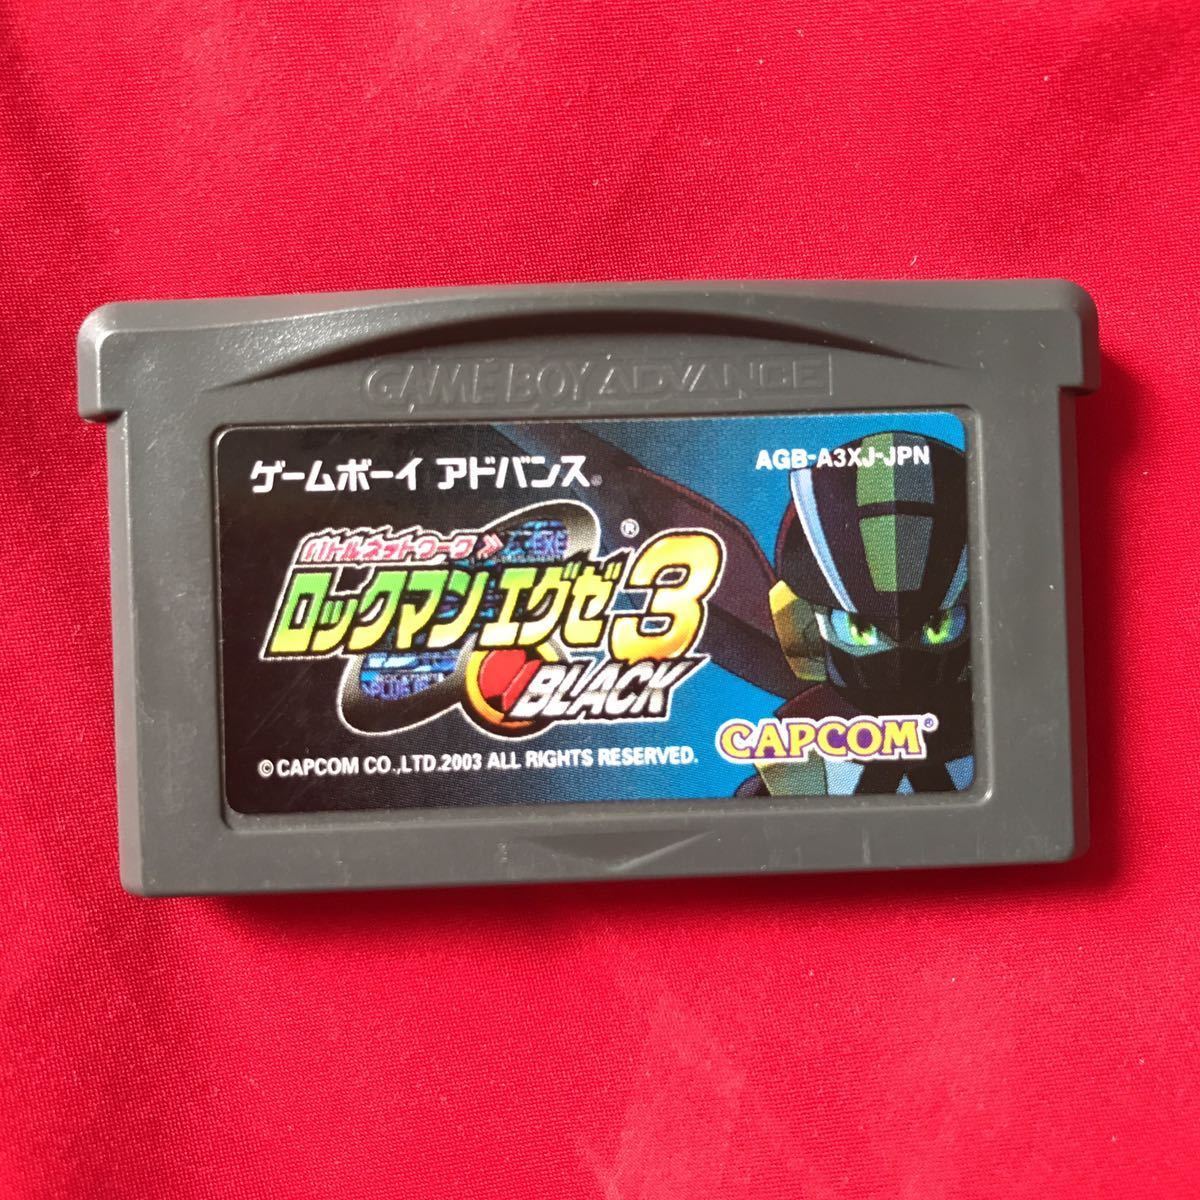 GAME BOY ADVANCE
ゲームボーイ アドバンス®
AGB-A3XJ-JPN
バトルネットワーク
ロックマン エグゼ3®
BLACK
CAPCOM®
© CAPCOM CO.,LTD.2003 ALL RIGHTS RESERVED.